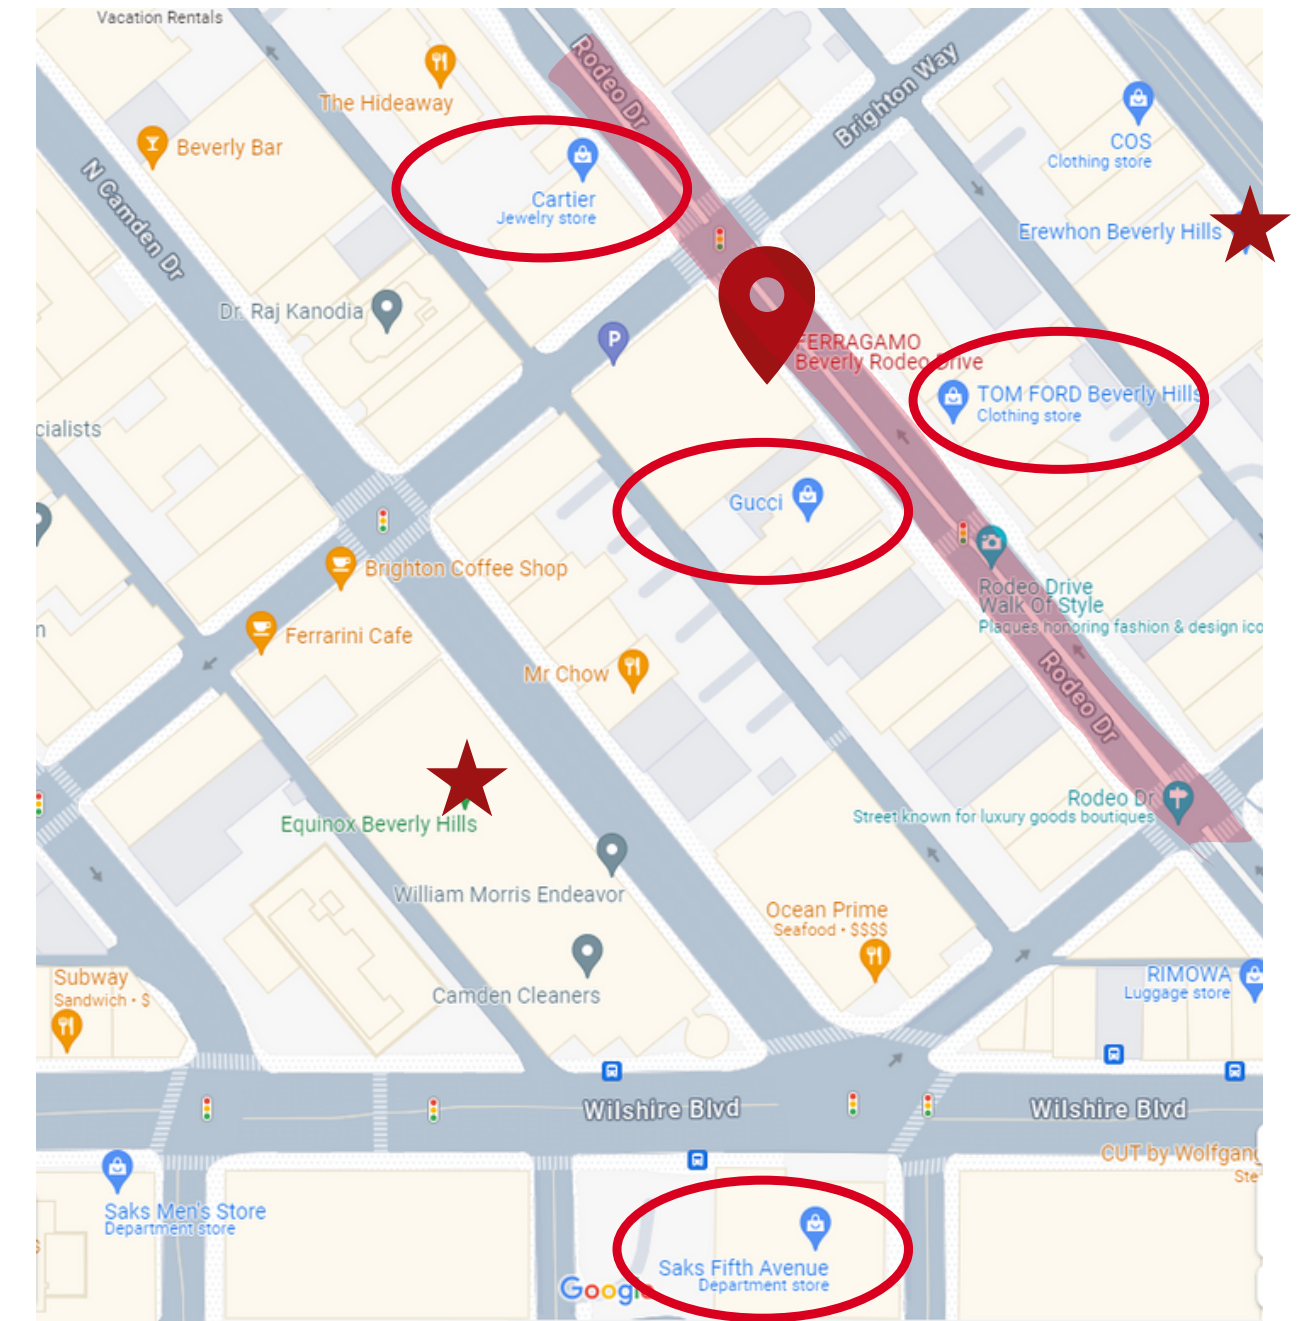 Vacation Rentals
Rodeo Dr
Brighton Way
The Hideaway
COS
Clothing store
Beverly Bar
N Camden Dr
Cartier
Jewelry store
Erewhon Beverly Hills
Dr. Raj Kanodia
P
FERRAGAMO
Beverly Rodeo Drive
TOM FORD Beverly Hills
Clothing store
cialists
Gucci
Brighton Coffee Shop
Rodeo Drive
Walk Of Style
Plaques honoring fashion & design ico
n
Ferrarini Cafe
Mr Chow
Rodeo Dr
Rodeo Dr
Street known for luxury goods boutiques
Equinox Beverly Hills
William Morris Endeavor
Ocean Prime
Seafood • $$$$
Subway
Sandwich • $
Camden Cleaners
RIMOWA
Luggage store
Wilshire Blvd
Wilshire Blvd
CUT by Wolfgang
Ste
Saks Men's Store
Department store
$
Saks Fifth Avenue
Department store
Google